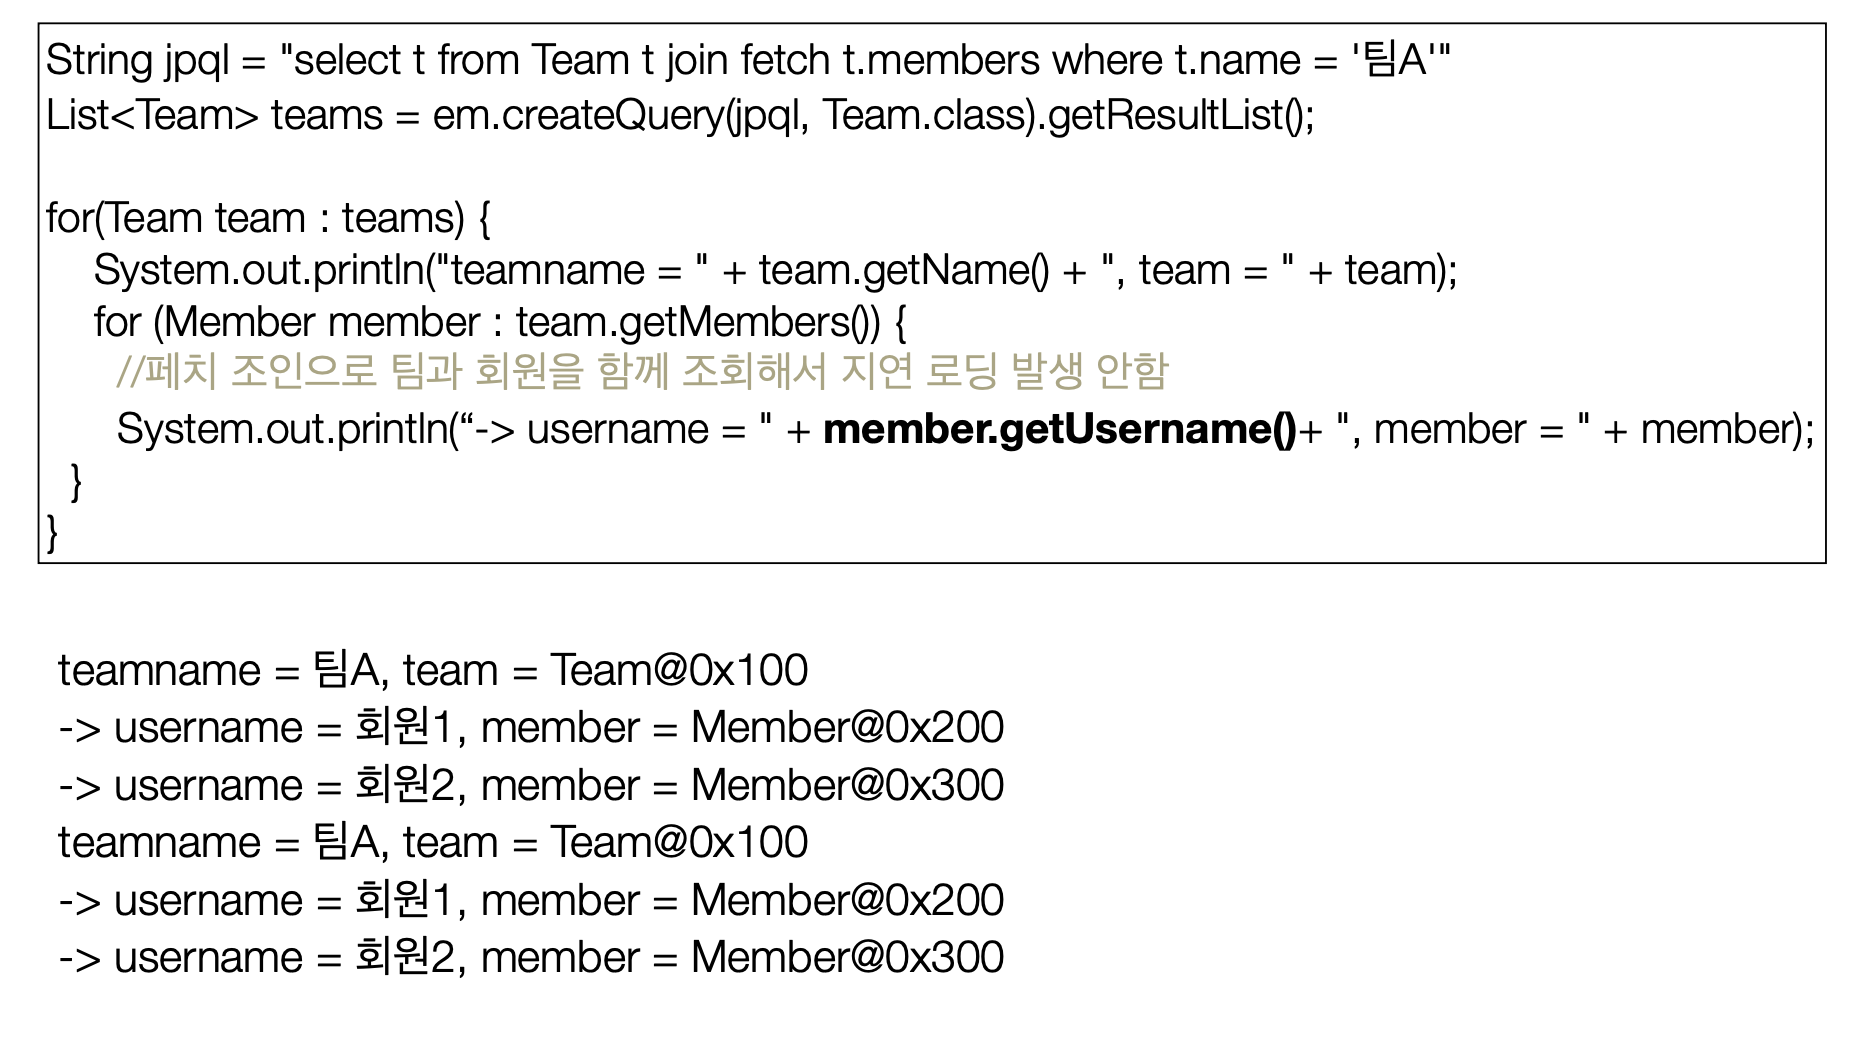 String jpql = "select t from Team t join fetch t.members where t.name = '팀A'"
List<Team> teams = em.createQuery(jpql, Team.class).getResultList();
for(Team team : teams) {
System.out.println("teamname = " + team.getName() + ", team = " + team);
for (Member member : team.getMembers()) {
//페치 조인으로 팀과 회원을 함께 조회해서 지연 로딩 발생 안함
System.out.println(“-> username = " + member.getUsername()+ ", member = " + member);
}
}
teamname = 팀A, team = Team@0x100
-> username = 회원1, member = Member@0x200
-> username = 회원2, member = Member@0x300
teamname = 팀A, team = Team@0x100
-> username = 회원1, member = Member@0x200
-> username = 회원2, member = Member@0x300